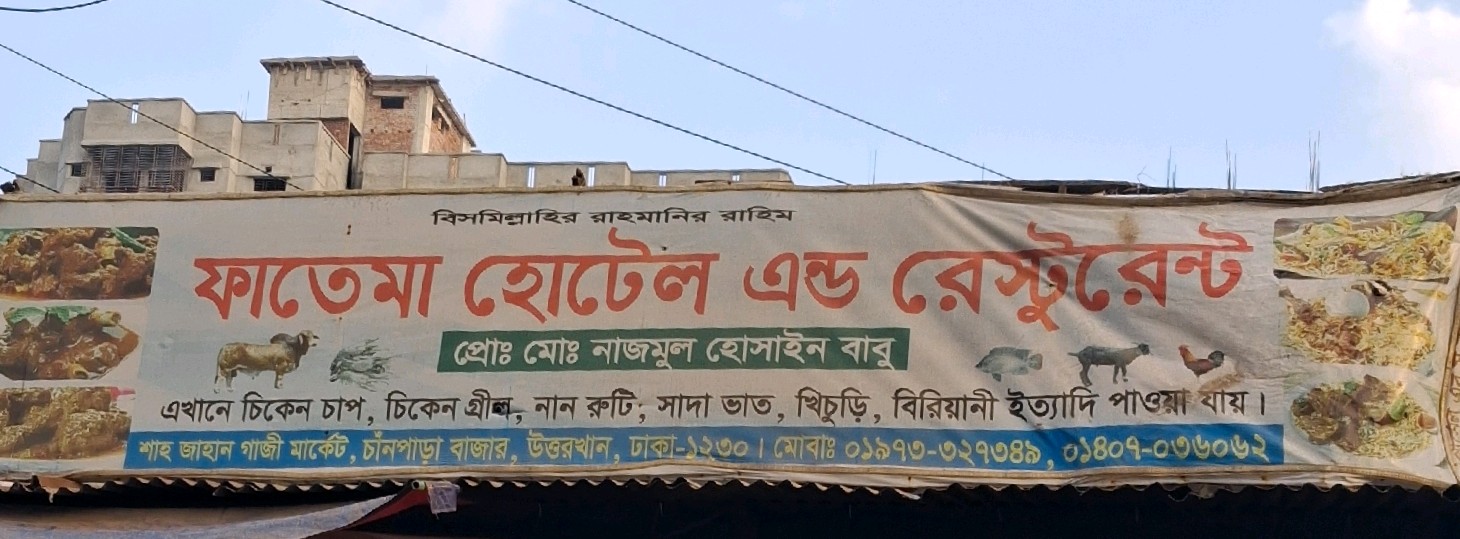 বিসমিল্লাহির রাহমানির রাহিম
ফাতেমা হোটেল এন্ড রেস্টুরেন্ট
প্রোঃ মোঃ নাজমুল হোসাইন বাবু
এখানে চিকেন চাপ, চিকেন গ্রীল, নান রুটি, সাদা ভাত, খিচুড়ি, বিরিয়ানী ইত্যাদি পাওয়া যায়।
শাহ জাহান গাজী মার্কেট, চাঁনপাড়া বাজার, উত্তরখান, ঢাকা-১২৩০। মোবাঃ ০১৯৭৩-৩২৭৩৪৯, ০১৪০৭-০৩৬০৬২